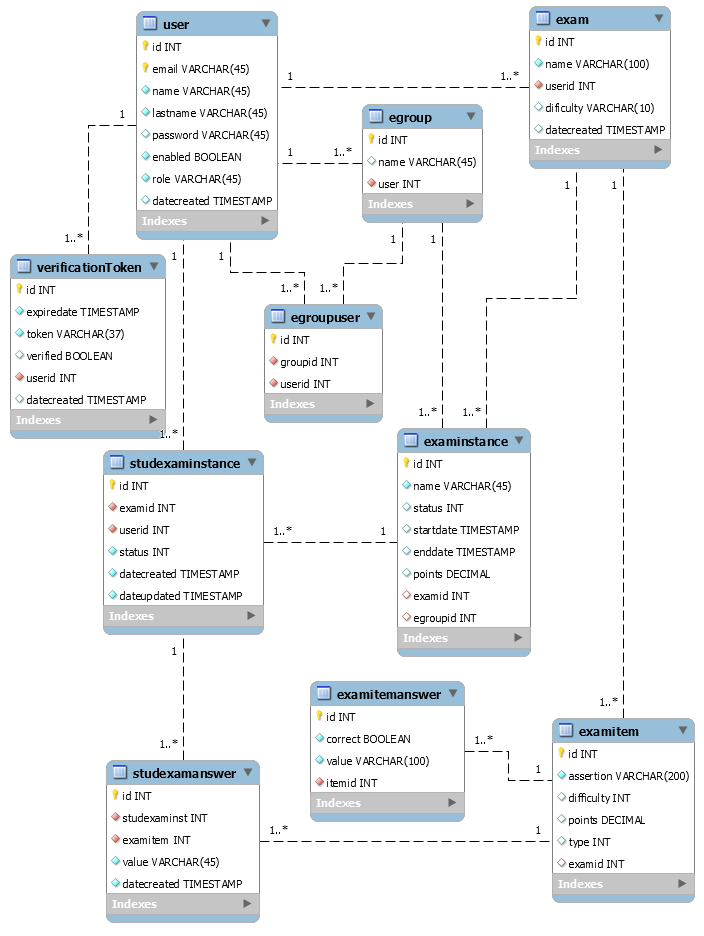 user
id INT
email VARCHAR(45)
name VARCHAR(45)
lastname VARCHAR(45)
password VARCHAR(45)
enabled BOOLEAN
role VARCHAR(45)
datecreated TIMESTAMP
Indexes
exam
id INT
name VARCHAR(100)
userid INT
dificulty VARCHAR(10)
datecreated TIMESTAMP
Indexes
1
1..*
egroup
id INT
name VARCHAR(45)
user INT
Indexes
1
1..*
1
1..*
1
1..*
1
1..*
1
1..*
1
1..*
1
1..*
1
1..*
verificationToken
id INT
expiredate TIMESTAMP
token VARCHAR(37)
verified BOOLEAN
userid INT
datecreated TIMESTAMP
Indexes
egroupuser
id INT
groupid INT
userid INT
Indexes
studexaminstance
id INT
examid INT
userid INT
status INT
datecreated TIMESTAMP
dateupdated TIMESTAMP
Indexes
1..*
1
examinstance
id INT
name VARCHAR(45)
status INT
startdate TIMESTAMP
enddate TIMESTAMP
points DECIMAL
examid INT
egroupid INT
Indexes
1
1..*
examitemanswer
id INT
correct BOOLEAN
value VARCHAR(100)
itemid INT
Indexes
1..*
1
examitem
id INT
assertion VARCHAR(200)
difficulty INT
points DECIMAL
type INT
examid INT
Indexes
studexamanswer
id INT
studexaminst INT
examitem INT
value VARCHAR(45)
datecreated TIMESTAMP
Indexes
1..*
1